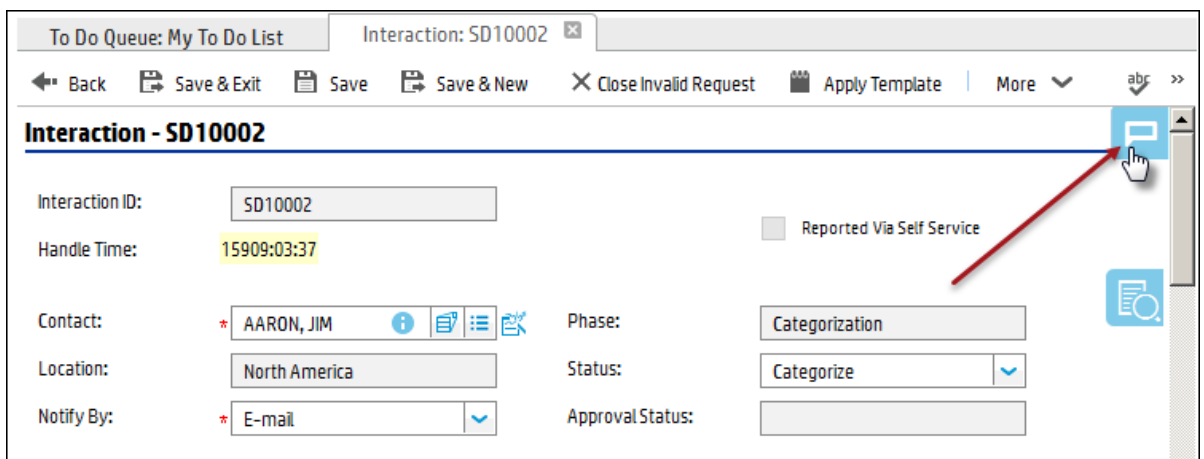 To Do Queue: My To Do List Interaction: SD10002
Back Save & Exit Save Save & New Close Invalid Request Apply Template More abc »
Interaction - SD10002
Interaction ID: SD10002
Reported Via Self Service
Handle Time: 15909:03:37
Contact: * AARON, JIM Phase: Categorization
Location: North America Status: Categorize
Notify By: * E-mail Approval Status: